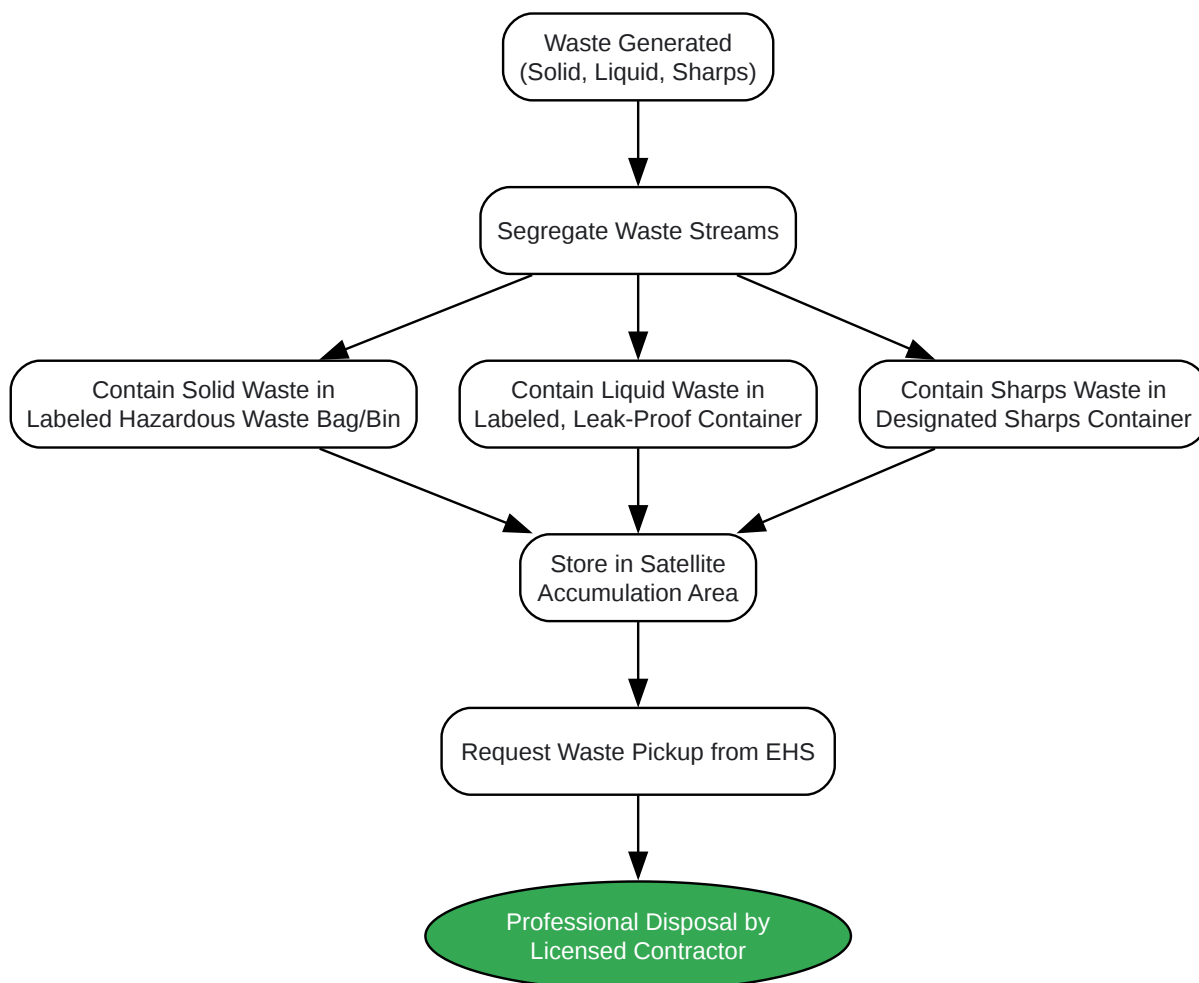 Waste Generated
(Solid, Liquid, Sharps)
Segregate Waste Streams
Contain Solid Waste in
Labeled Hazardous Waste Bag/Bin
Contain Liquid Waste in
Labeled, Leak-Proof Container
Contain Sharps Waste in
Designated Sharps Container
Store in Satellite
Accumulation Area
Request Waste Pickup from EHS
Professional Disposal by
Licensed Contractor